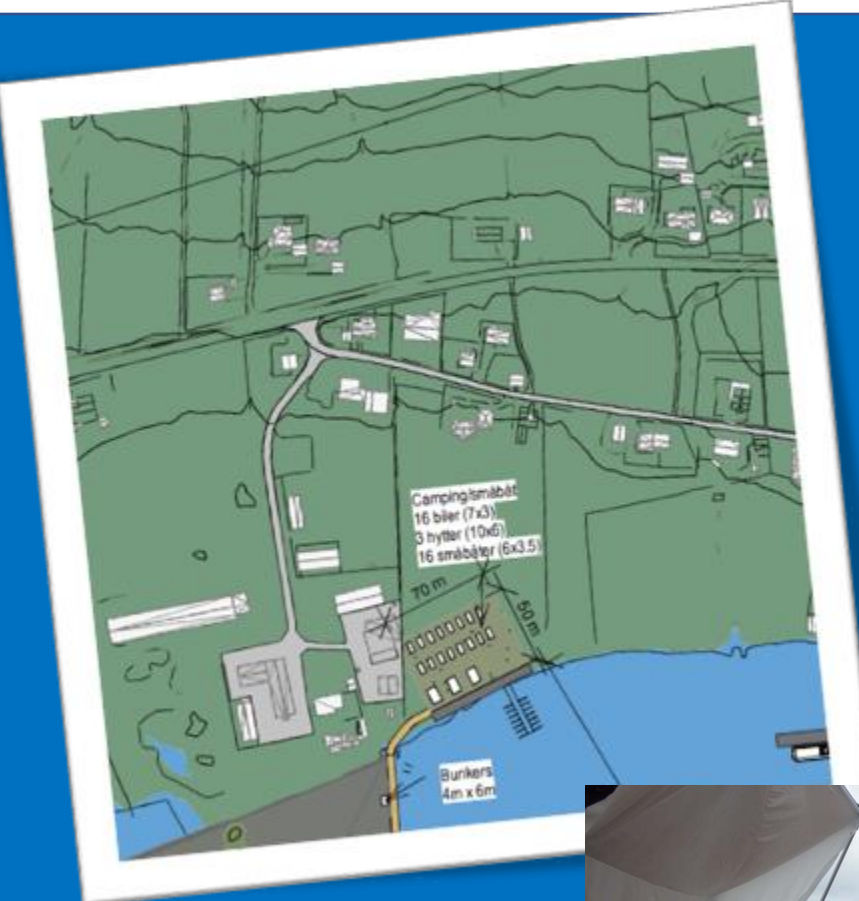 Camping/småbåt
16 biler (7x3)
3 hytter (10x6)
16 småbåter (6x3.5)
70 m
50 m
Bunkers
4m x 6m